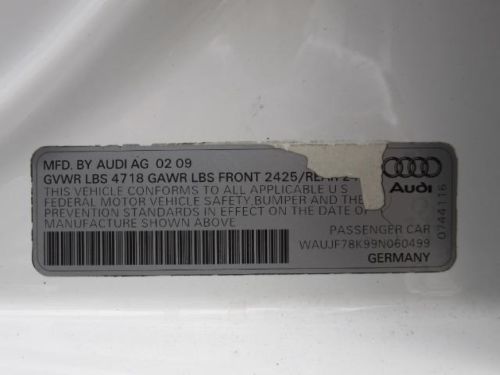 MFD. BY AUDI AG 02 09
GVWR LBS 4718 GAWR LBS FRONT 2425/REAR 2
THIS VEHICLE CONFORMS TO ALL APPLICABLE U S
FEDERAL MOTOR VEHICLE SAFETY, BUMPER AND THE
STANDARDS IN EFFECT ON THE DATE OF
MANUFACTURE SHOWN ABOVE
Audi
0744116
PASSENGER CAR
WAUJF78K99N060499
GERMANY